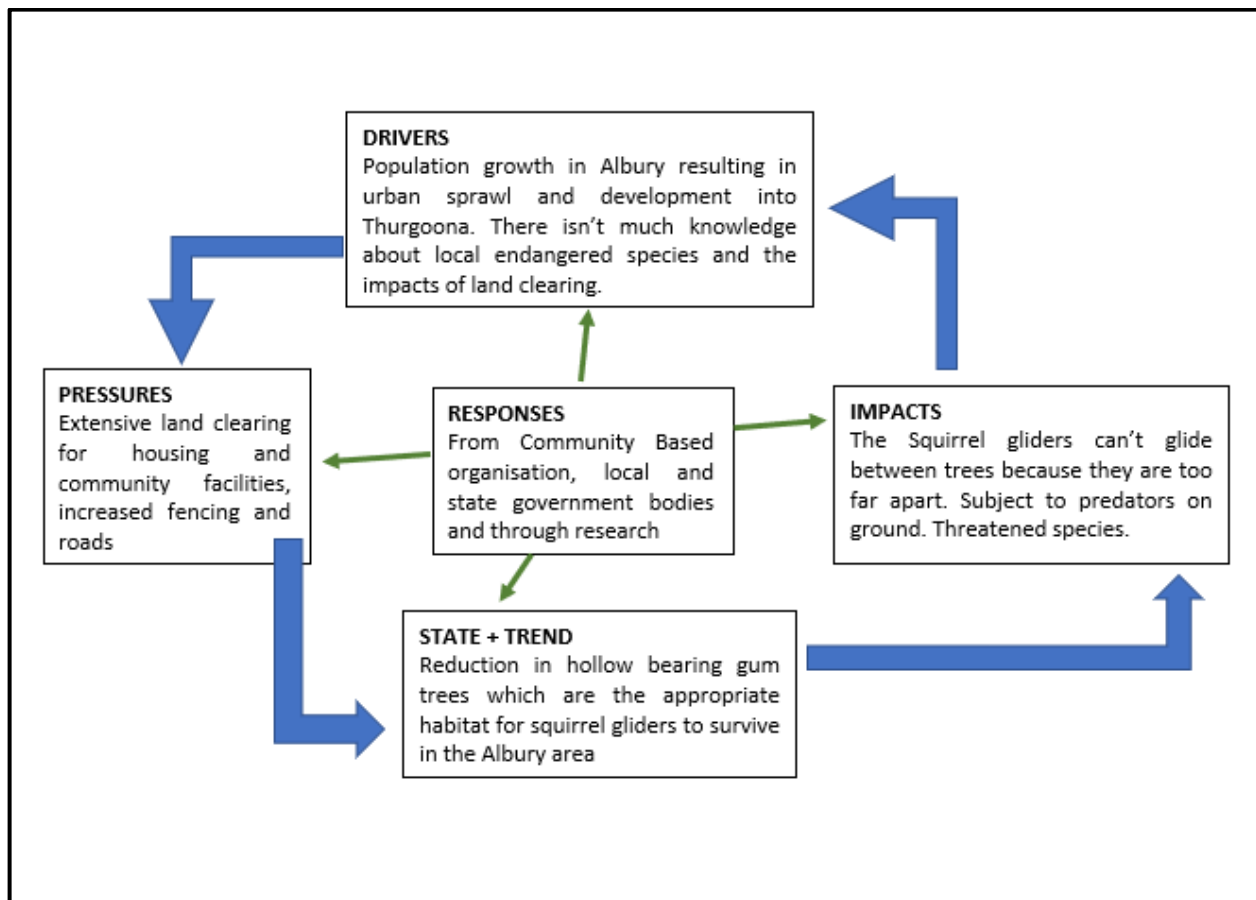 DRIVERS
Population growth in Albury resulting in
urban sprawl and development into
Thurgoona. There isn’t much knowledge
about local endangered species and the
impacts of land clearing.
PRESSURES
Extensive land clearing
for housing and
community facilities,
increased fencing and
roads
RESPONSES
From Community Based
organisation, local and
state government bodies
and through research
IMPACTS
The Squirrel gliders can’t glide
between trees because they are too
far apart. Subject to predators on
ground. Threatened species.
STATE + TREND
Reduction in hollow bearing gum
trees which are the appropriate
habitat for squirrel gliders to survive
in the Albury area